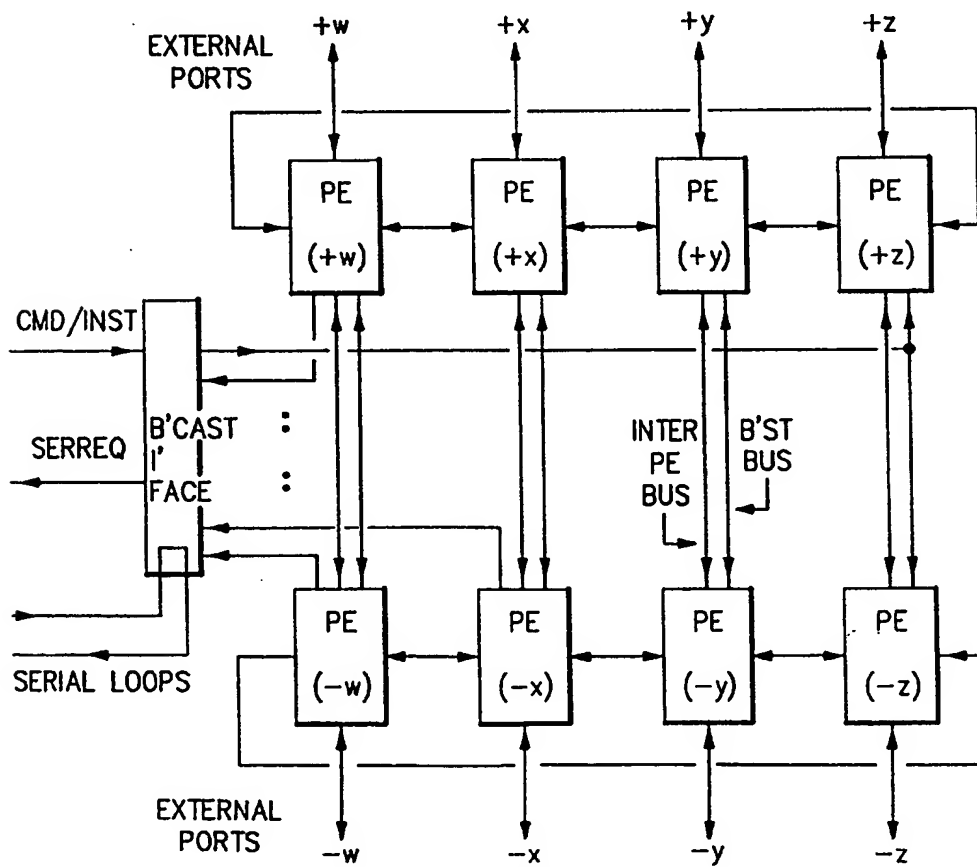 +w +x +y +z
EXTERNAL
PORTS
PE PE PE PE
(+w) (+x) (+y) (+z)
CMD/INST
B'CAST
I'
FACE
SERREQ
INTER
PE
BUS
B'ST
BUS
SERIAL LOOPS
PE PE PE PE
(−w) (−x) (−y) (−z)
EXTERNAL
PORTS
−w −x −y −z